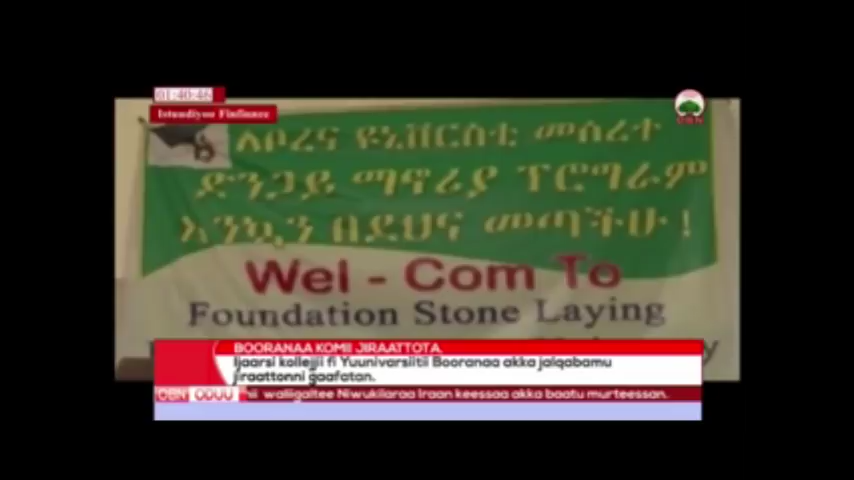 01:40:46
Istuudiyoo Finfinnee
OBN
ለቦረና ዩኒቨርስቲ መሰረተ
ድንጋይ ማኖሪያ ፕሮግራም
እንኳን በደህና መጣችሁ!
Wel - Com To
Foundation Stone Laying
BOORANAA KOMII JIRAATTOTA.
Ijaarsi kollejjii fi Yuunivarsiitii Booranaa akka jalqabamu
jiraattonni gaafatan.
OBN ODUU waliigaltee Niwukilaraa Iraan keessaa akka baatu murteessan.